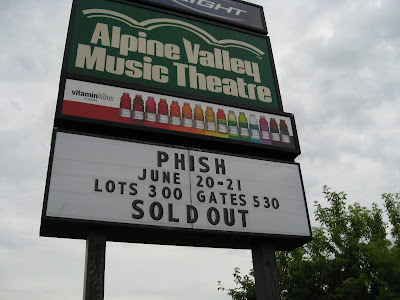 LIGHT
Alpine Valley
Music Theatre
vitaminwater
PHISH
JUNE 20-21
LOTS 300 GATES 530
SOLD OUT